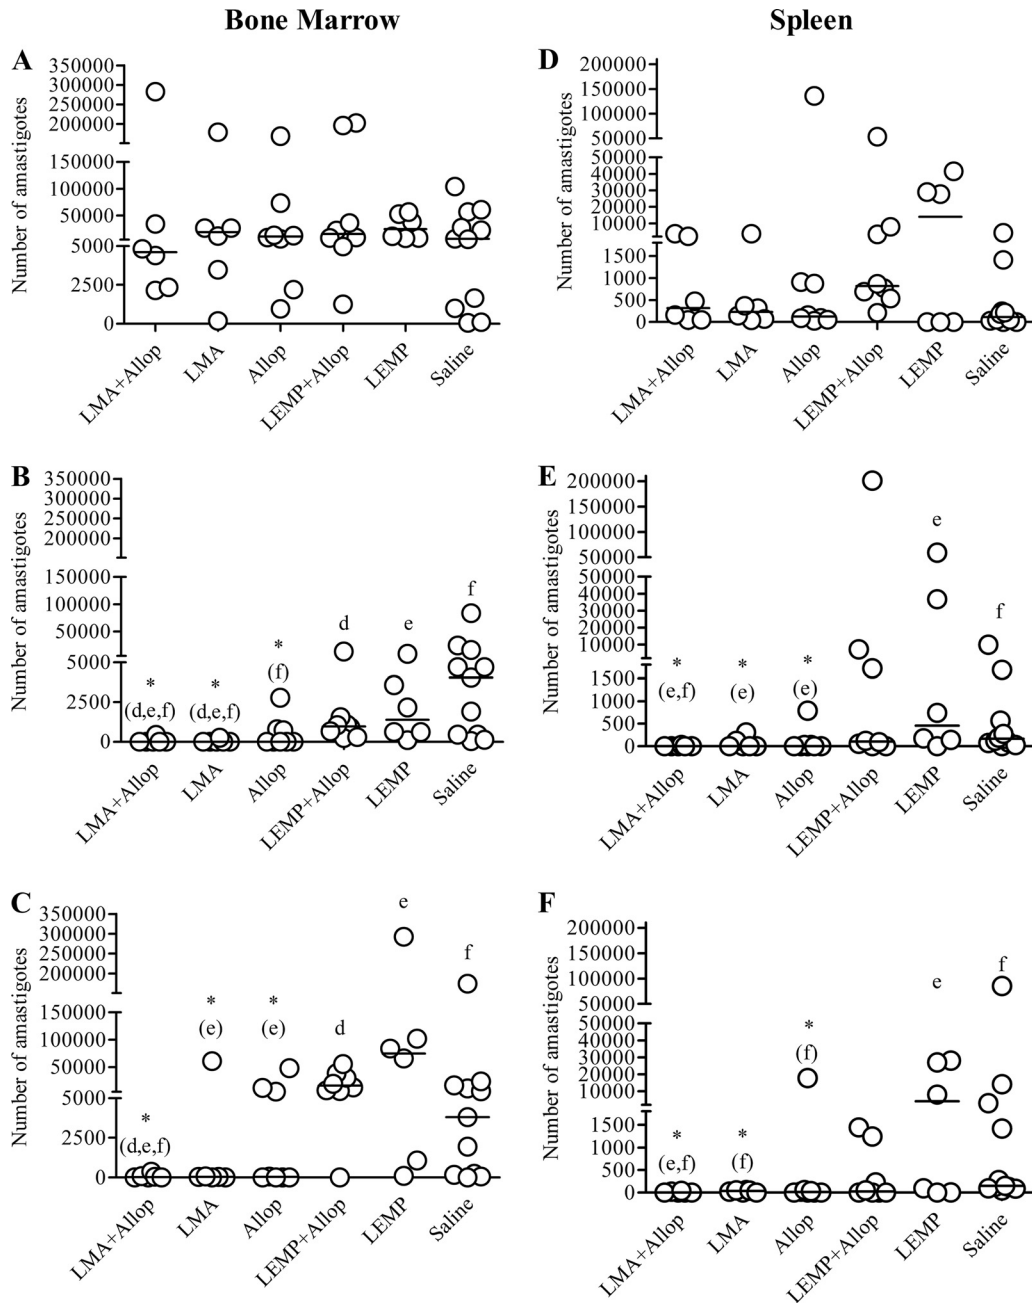 Bone Marrow
Spleen
A
Number of amastigotes
350000
300000
250000
200000
150000
100000
50000
5000
2500
0
LMA+Allop
LMA
Allop
LEMP+Allop
LEMP
Saline
D
Number of amastigotes
200000
150000
100000
50000
50000
40000
30000
20000
10000
1500
1000
500
0
LMA+Allop
LMA
Allop
LEMP+Allop
LEMP
Saline
B
Number of amastigotes
350000
300000
250000
200000
150000
100000
50000
5000
2500
0
*
(d,e,f)
*
(d,e,f)
*
(f)
d
e
f
LMA+Allop
LMA
Allop
LEMP+Allop
LEMP
Saline
E
Number of amastigotes
200000
150000
100000
50000
50000
40000
30000
20000
10000
1500
1000
500
0
*
(e,f)
*
(e)
*
(e)
e
f
LMA+Allop
LMA
Allop
LEMP+Allop
LEMP
Saline
C
Number of amastigotes
350000
300000
250000
200000
150000
100000
50000
5000
2500
0
*
(d,e,f)
*
(e)
*
(e)
d
e
f
LMA+Allop
LMA
Allop
LEMP+Allop
LEMP
Saline
F
Number of amastigotes
200000
150000
100000
50000
50000
40000
30000
20000
10000
1500
1000
500
0
*
(e,f)
*
(f)
*
(f)
e
f
LMA+Allop
LMA
Allop
LEMP+Allop
LEMP
Saline